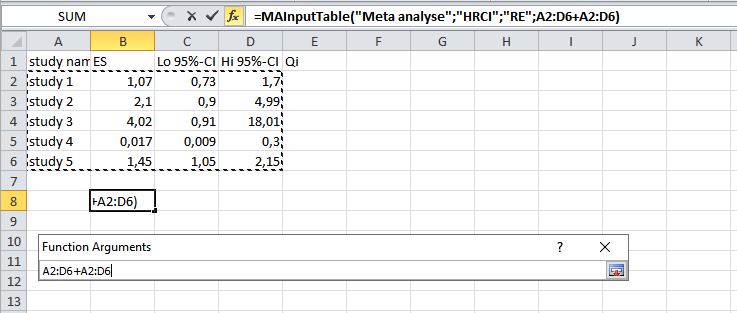 SUM fx =MAInputTable("Meta analyse";"HRCI";"RE";A2:D6+A2:D6)
A B C D E F G H I J K
1 study nam ES Lo 95%-CI Hi 95%-CI Qi
2 study 1 1,07 0,73 1,7
3 study 2 2,1 0,9 4,99
4 study 3 4,02 0,91 18,01
5 study 4 0,017 0,009 0,3
6 study 5 1,45 1,05 2,15
7
8 +A2:D6)
9
10
Function Arguments ?
11
A2:D6+A2:D6
12
13